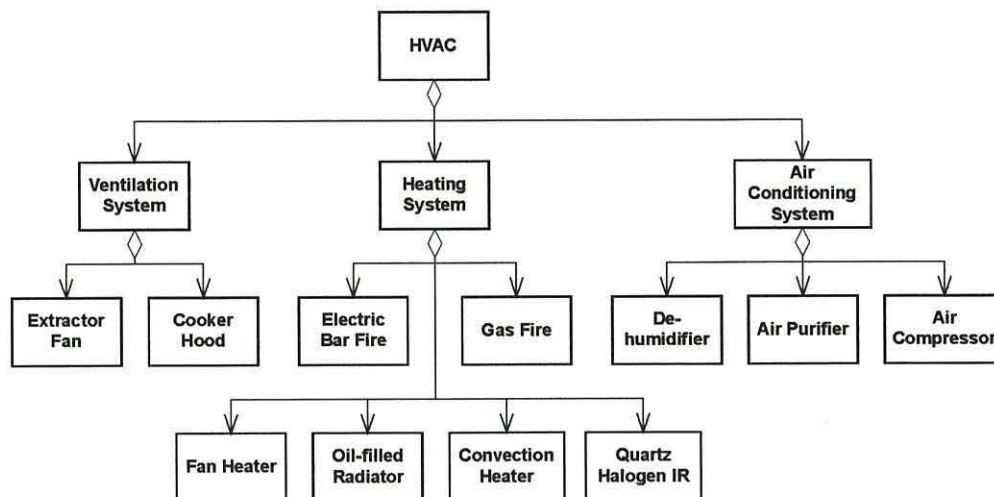 HVAC
Ventilation
System
Heating
System
Air
Conditioning
System
Extractor
Fan
Cooker
Hood
Electric
Bar Fire
Gas Fire
De-
humidifier
Air Purifier
Air
Compressor
Fan Heater
Oil-filled
Radiator
Convection
Heater
Quartz
Halogen IR